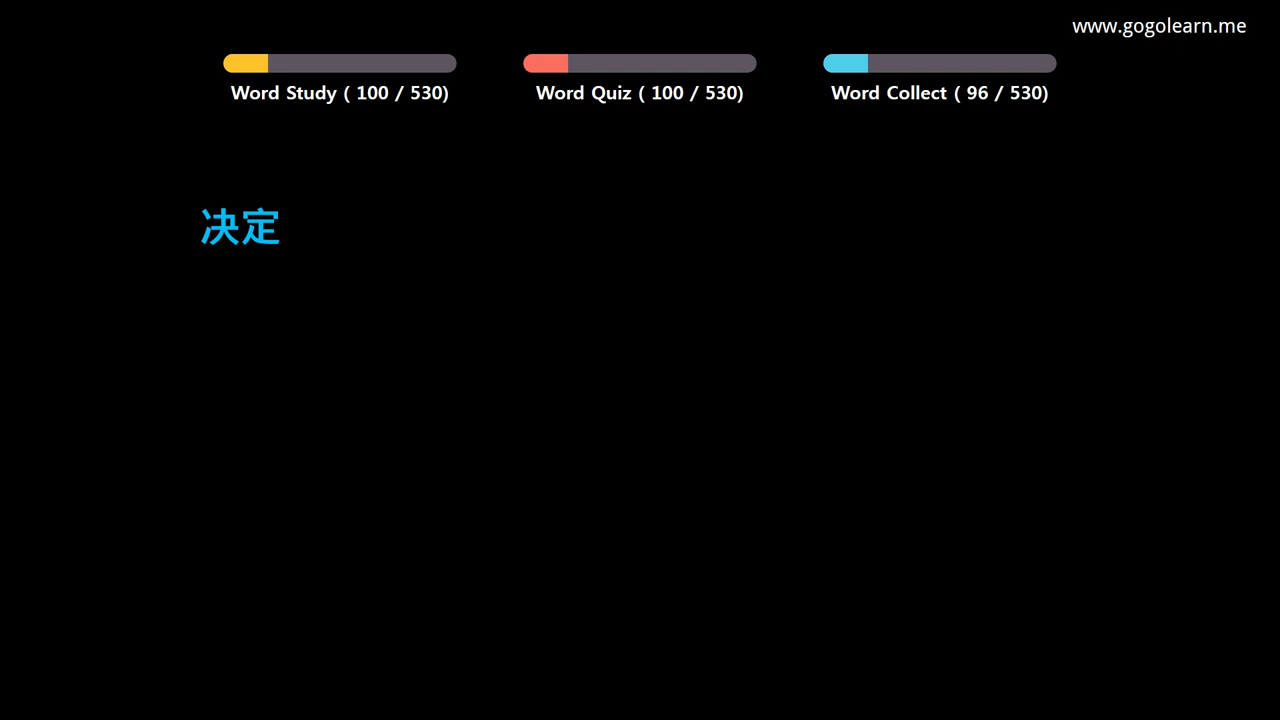 www.gogolearn.me
Word Study ( 100 / 530)
Word Quiz ( 100 / 530)
Word Collect ( 96 / 530)
决定